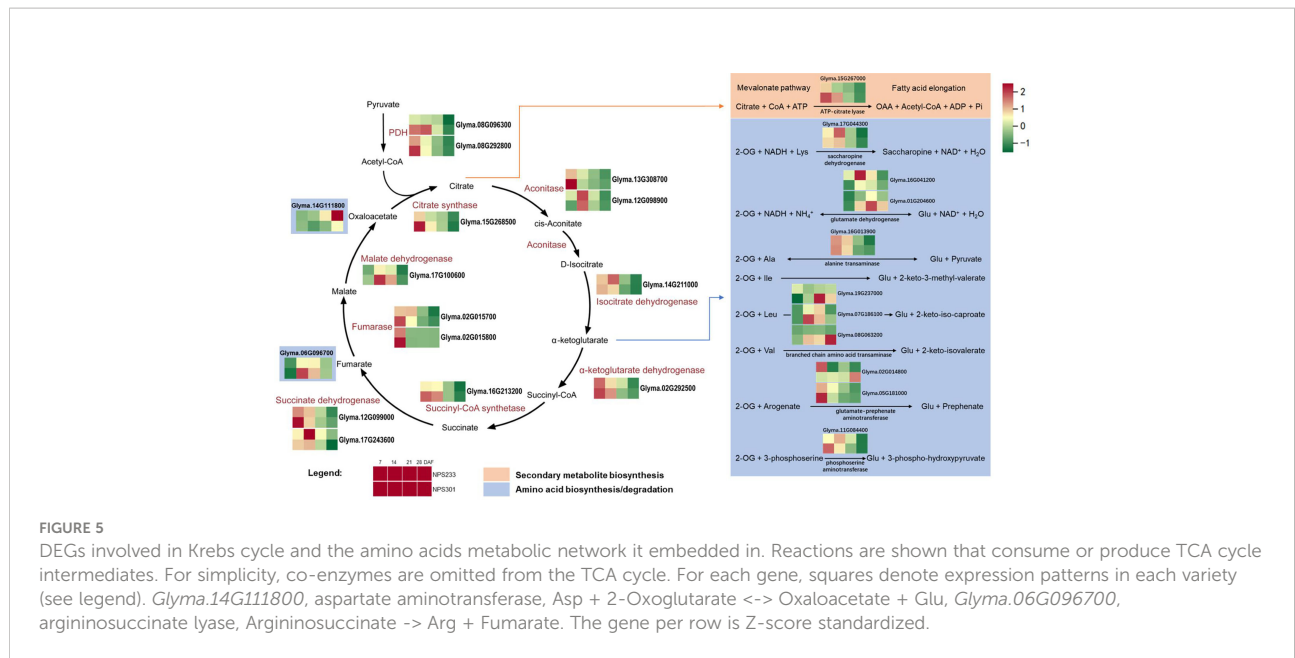 Pyruvate
PDH
Glyma.08G096300
Glyma.08G292800
Acetyl-CoA
Citrate
Glyma.14G111800
Oxaloacetate
Citrate synthase
Glyma.15G268500
Aconitase
Glyma.13G308700
Glyma.12G098900
cis-Aconitate
Aconitase
D-Isocitrate
Glyma.14G211000
Isocitrate dehydrogenase
Malate dehydrogenase
Glyma.17G100600
Malate
Fumarase
Glyma.02G015700
Glyma.02G015800
α-ketoglutarate
Glyma.06G096700
Fumarate
α-ketoglutarate dehydrogenase
Glyma.02G292500
Succinate dehydrogenase
Glyma.12G099000
Glyma.17G243600
Glyma.16G213200
Succinyl-CoA synthetase
Succinyl-CoA
Succinate
Legend:
7 14 21 28 DAF
NPS233
NPS301
Secondary metabolite biosynthesis
Amino acid biosynthesis/degradation
Glyma.15G267000
Mevalonate pathway Fatty acid elongation
Citrate + CoA + ATP OAA + Acetyl-CoA + ADP + Pi
ATP-citrate lyase
Glyma.17G044300
2-OG + NADH + Lys Saccharopine + NAD⁺ + H₂O
saccharopine
dehydrogenase
Glyma.16G041200
Glyma.01G204600
2-OG + NADH + NH₄⁺ Glu + NAD⁺ + H₂O
glutamate dehydrogenase
Glyma.16G013900
2-OG + Ala Glu + Pyruvate
alanine transaminase
2-OG + Ile Glu + 2-keto-3-methyl-valerate
Glyma.19G237000
2-OG + Leu Glyma.07G106100 Glu + 2-keto-iso-caproate
Glyma.08G063200
2-OG + Val Glu + 2-keto-isovalerate
branched chain amino acid transaminase
Glyma.02G014800
Glyma.05G181000
2-OG + Arogenate Glu + Prephenate
glutamate-prephenate
aminotransferase
Glyma.11G084400
2-OG + 3-phosphoserine Glu + 3-phospho-hydroxypyruvate
phosphoserine
aminotransferase
2
1
0
−1
FIGURE 5
DEGs involved in Krebs cycle and the amino acids metabolic network it embedded in. Reactions are shown that consume or produce TCA cycle
intermediates. For simplicity, co-enzymes are omitted from the TCA cycle. For each gene, squares denote expression patterns in each variety
(see legend). Glyma.14G111800, aspartate aminotransferase, Asp + 2-Oxoglutarate <-> Oxaloacetate + Glu, Glyma.06G096700,
argininosuccinate lyase, Argininosuccinate -> Arg + Fumarate. The gene per row is Z-score standardized.